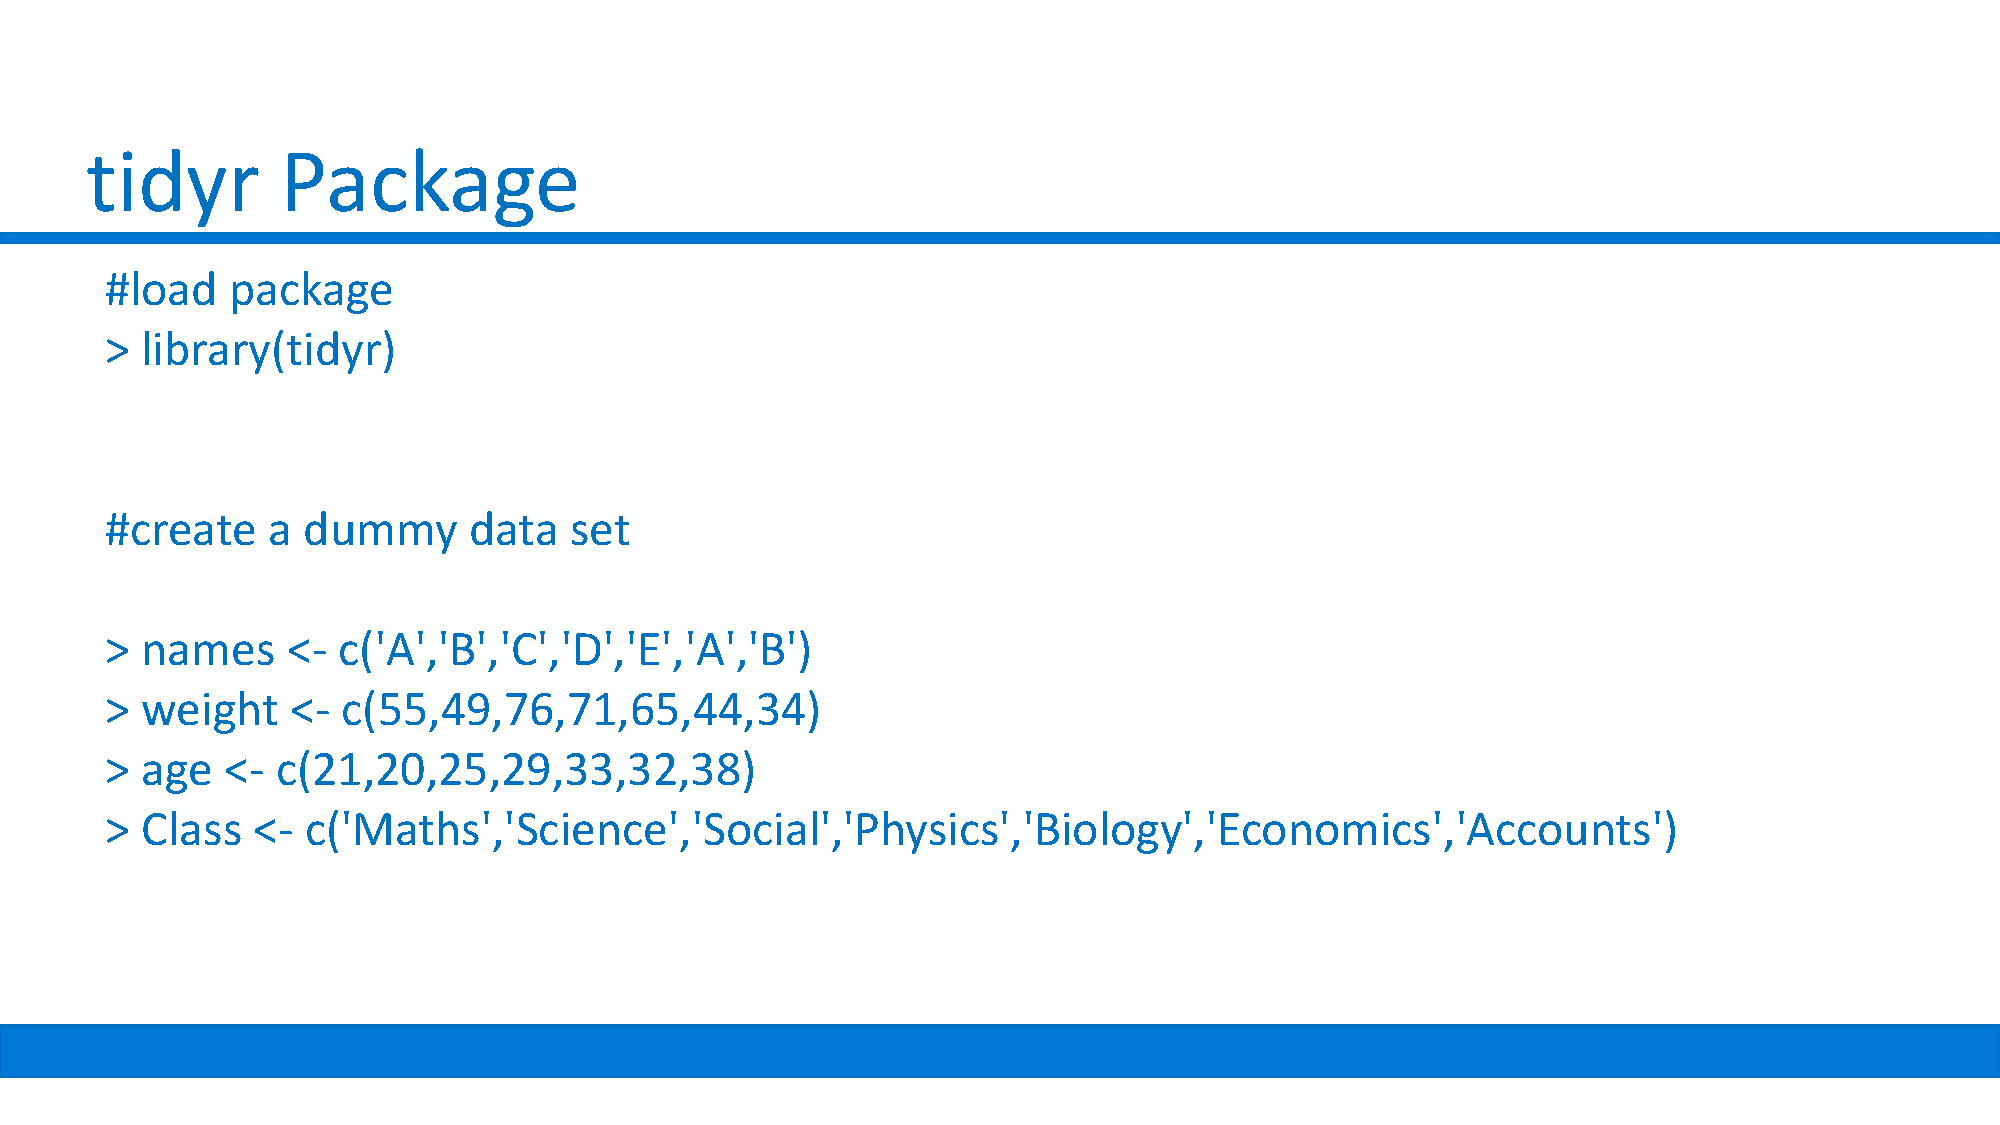 tidyr Package
#load package
> library(tidyr)
#create a dummy data set
> names <- c('A','B','C','D','E','A','B')
> weight <- c(55,49,76,71,65,44,34)
> age <- c(21,20,25,29,33,32,38)
> Class <- c('Maths','Science','Social','Physics','Biology','Economics','Accounts')